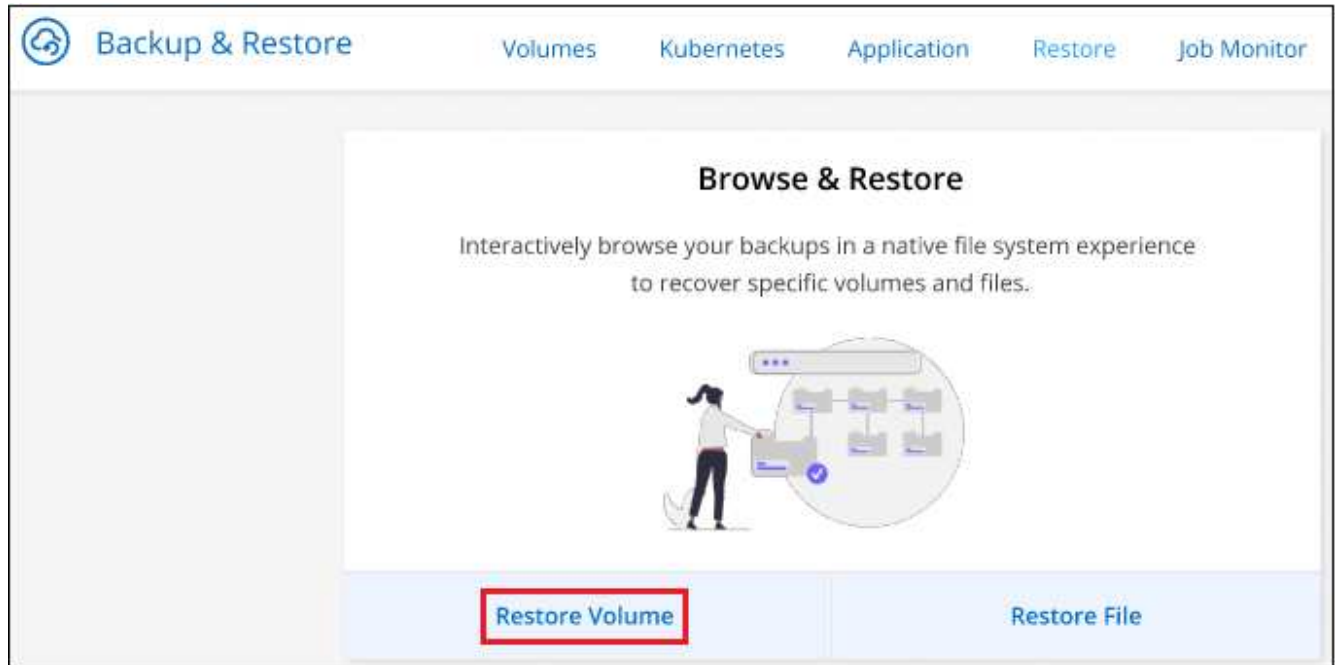 Backup & Restore Volumes Kubernetes Application Restore Job Monitor
Browse & Restore
Interactively browse your backups in a native file system experience
to recover specific volumes and files.
Restore Volume Restore File